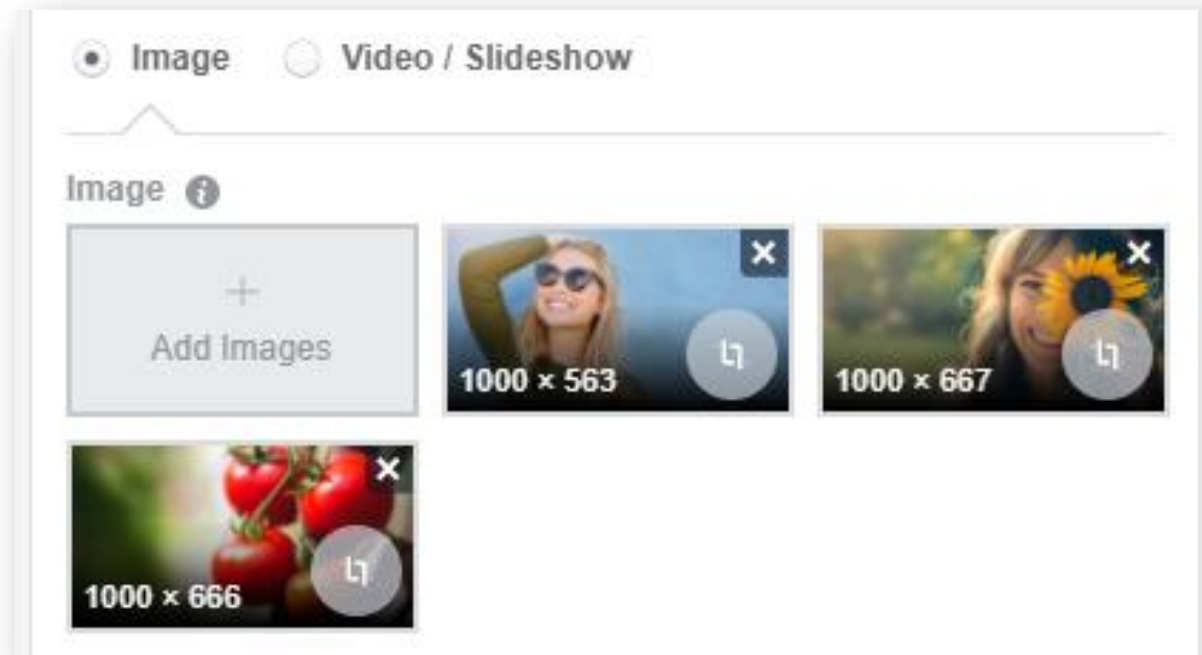 Image Video / Slideshow
Image
Add Images
1000 × 563
1000 × 667
1000 × 666